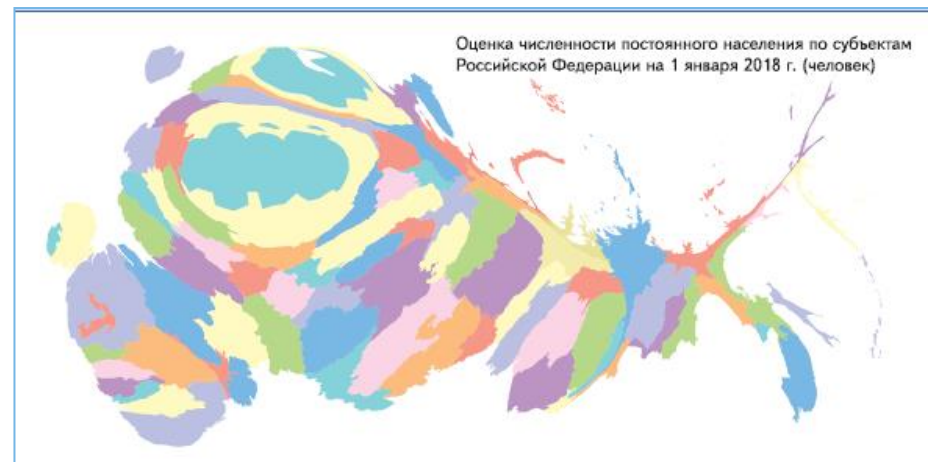 Оценка численности постоянного населения по субъектам
Российской Федерации на 1 января 2018 г. (человек)